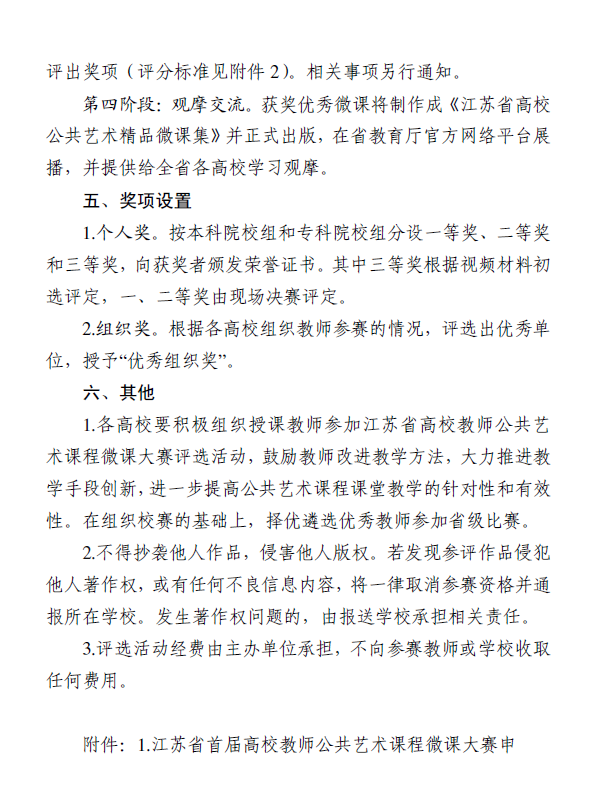 评出奖项（评分标准见附件 2）。相关事项另行通知。
第四阶段：观摩交流。获奖优秀微课将制作成《江苏省高校
公共艺术精品微课集》并正式出版，在省教育厅官方网络平台展
播，并提供给全省各高校学习观摩。
五、奖项设置
1.个人奖。按本科院校组和专科院校组分设一等奖、二等奖
和三等奖，向获奖者颁发荣誉证书。其中三等奖根据视频材料初
选评定，一、二等奖由现场决赛评定。
2.组织奖。根据各高校组织教师参赛的情况，评选出优秀单
位，授予“优秀组织奖”。
六、其他
1.各高校要积极组织授课教师参加江苏省高校教师公共艺
术课程微课大赛评选活动，鼓励教师改进教学方法，大力推进教
学手段创新，进一步提高公共艺术课程课堂教学的针对性和有效
性。在组织校赛的基础上，择优遴选优秀教师参加省级比赛。
2.不得抄袭他人作品，侵害他人版权。若发现参评作品侵犯
他人著作权，或有任何不良信息内容，将一律取消参赛资格并通
报所在学校。发生著作权问题的，由报送学校承担相关责任。
3.评选活动经费由主办单位承担，不向参赛教师或学校收取
任何费用。
附件：1.江苏省首届高校教师公共艺术课程微课大赛申